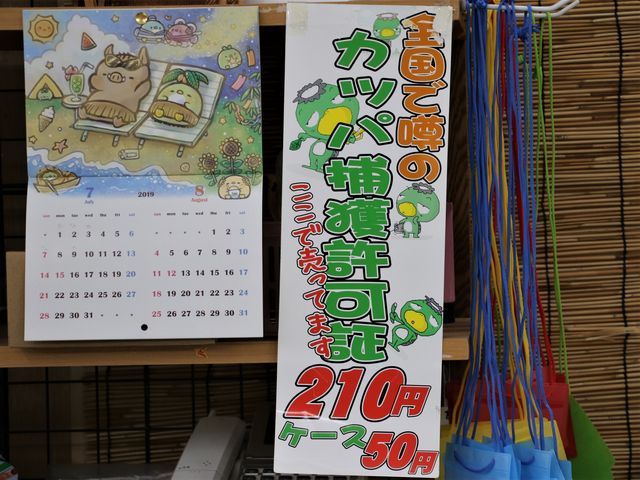 7
July
2019
8
August
sun mon tue wed thu fri sat
• 1 2 3 4 5 6
7 8 9 10 11 12 13
14 15 16 17 18 19 20
21 22 23 24 25 26 27
28 29 30 31 • • •
sun mon tue wed thu fri sat
• • • • 1 2 3
4 5 6 7 8 9 10
11 12 13 14 15 16 17
18 19 20 21 22 23 24
25 26 27 28 29 30 31
全国で噂の
カッパ捕獲許可証
ここで売ってます
210円
ケース50円